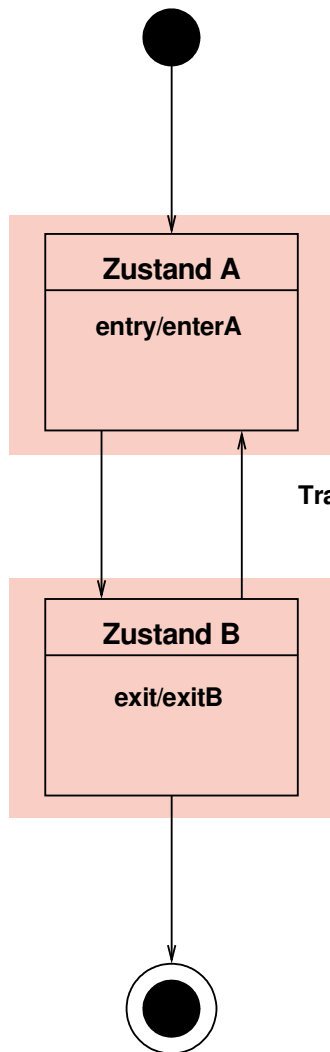 Zustand A
entry/enterA
Tra
Zustand B
exit/exitB